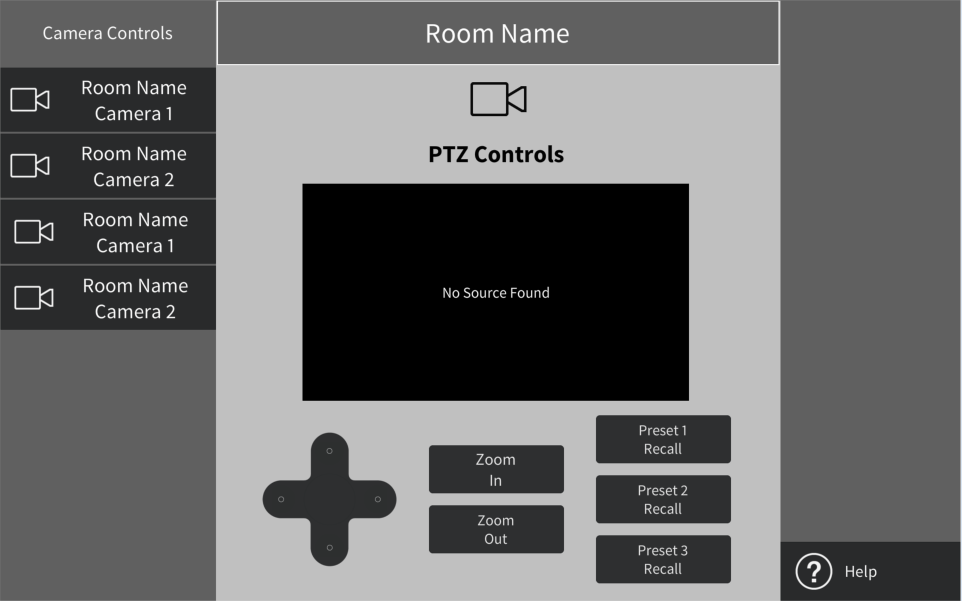 Camera Controls
Room Name
Camera 1
Room Name
Camera 2
Room Name
Camera 1
Room Name
Camera 2
Room Name
PTZ Controls
No Source Found
Zoom
In
Zoom
Out
Preset 1
Recall
Preset 2
Recall
Preset 3
Recall
? Help